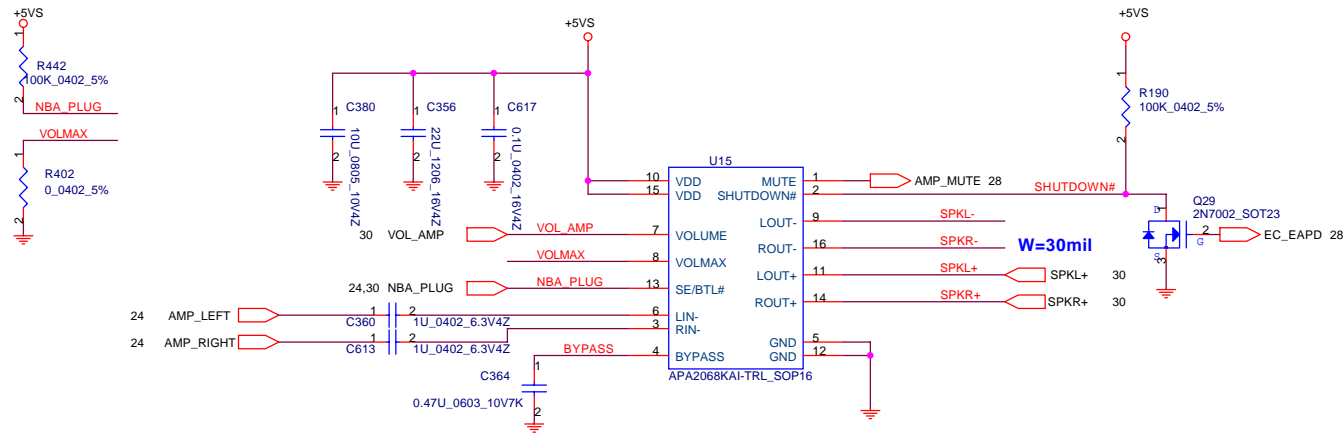 +5VS
1
R442
100K_0402_5%
2
NBA_PLUG
VOLMAX
1
R402
0_0402_5%
2
+5VS
1
C380
2
10U_0805_10V4Z
1
C356
2
22U_1206_16V4Z
1
C617
2
0.1U_0402_16V4Z
+5VS
1
R190
100K_0402_5%
2
U15
10 VDD MUTE 1 AMP_MUTE 28
15 VDD SHUTDOWN# 2 SHUTDOWN#
LOUT- 9 SPKL-
30 VOL_AMP 7 VOLUME
ROUT- 16 SPKR- W=30mil
VOLMAX 8 VOLMAX
LOUT+ 11 SPKL+ SPKL+ 30
24,30 NBA_PLUG NBA_PLUG 13 SE/BTL#
ROUT+ 14 SPKR+ SPKR+ 30
24 AMP_LEFT 1 2 6 LIN-
C360 1U_0402_6.3V4Z
24 AMP_RIGHT 1 2 3 RIN-
C613 1U_0402_6.3V4Z
GND 5
BYPASS 4 BYPASS GND 12
APA2068KAI-TRL_SOP16
1
C364
0.47U_0603_10V7K
2
Q29
2N7002_SOT23
1
D
2
G
S
3
EC_EAPD 28